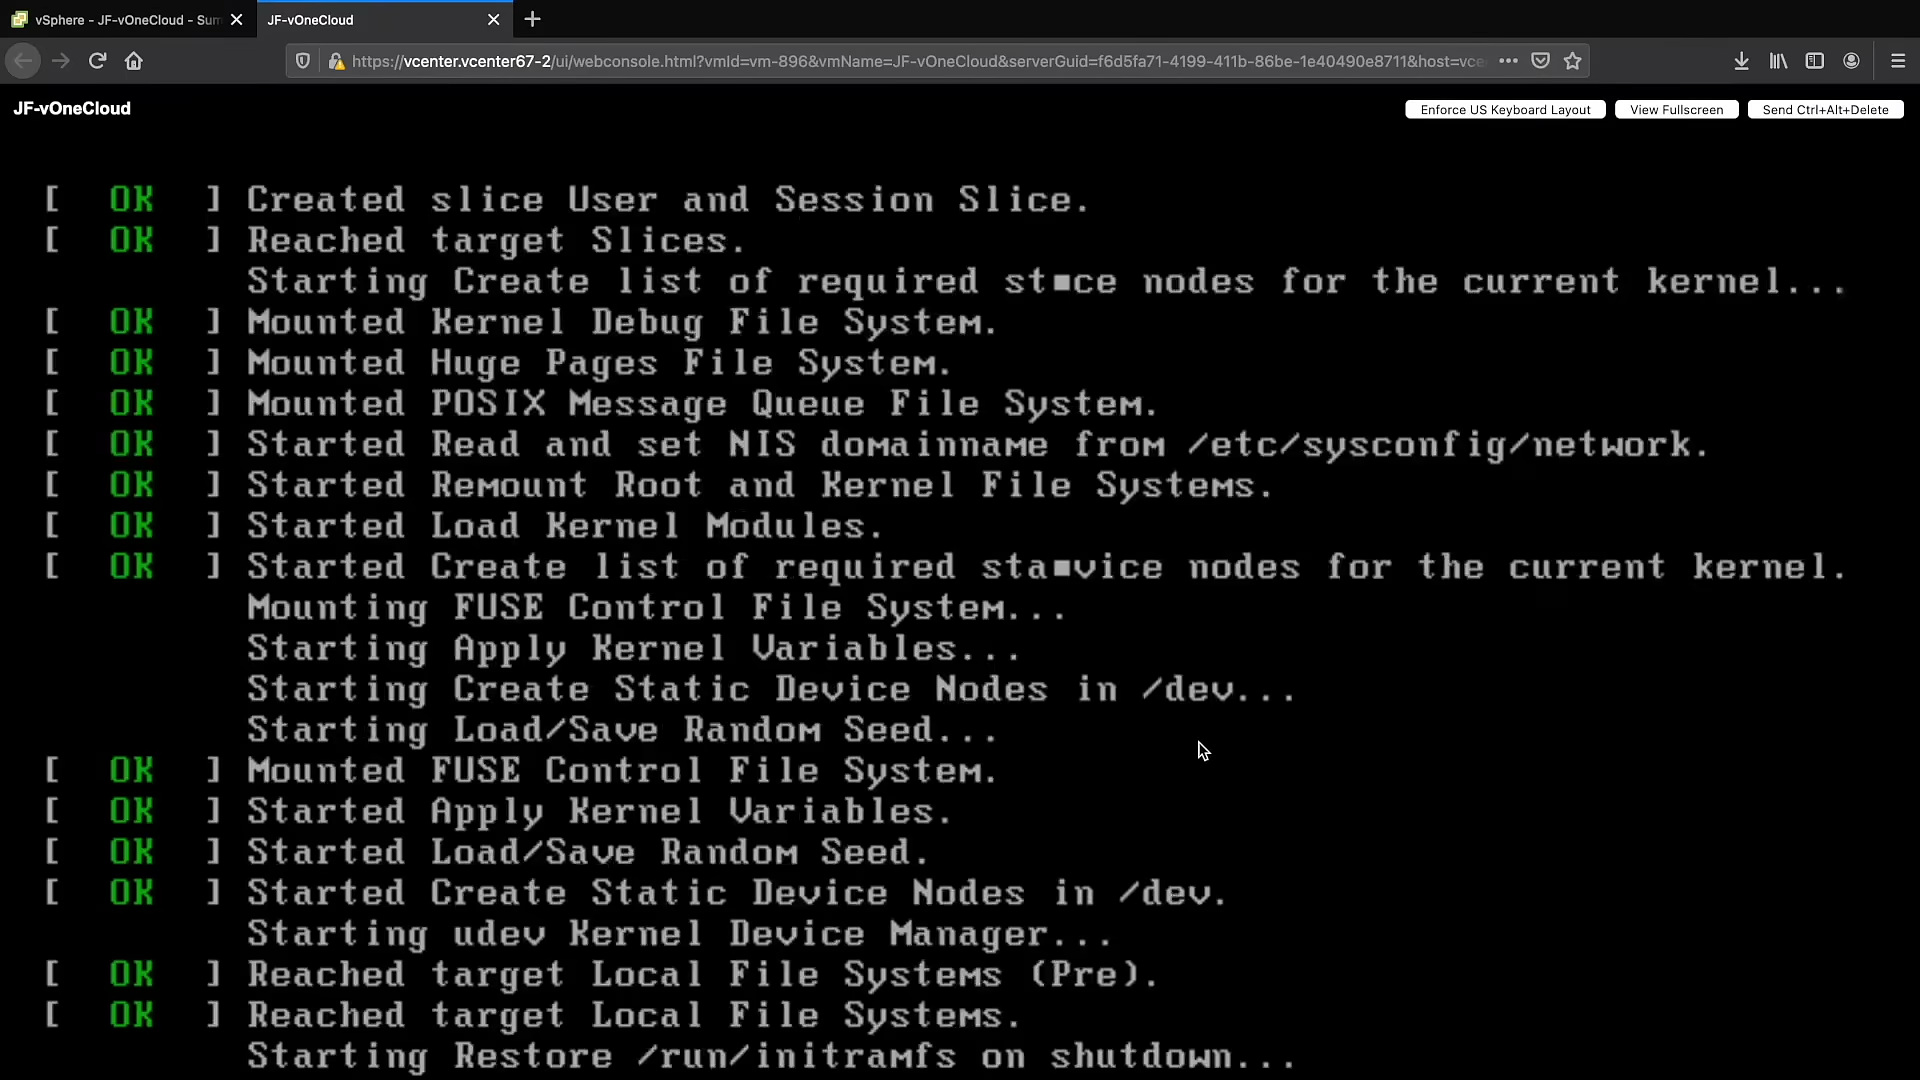 vSphere - JF-vOneCloud - Sum
JF-vOneCloud
https://vcenter.vcenter67-2/ui/webconsole.html?vmId=vm-896&vmName=JF-vOneCloud&serverGuid=f6d5fa71-4199-411b-86be-1e40490e8711&host=vce
JF-vOneCloud
Enforce US Keyboard Layout
View Fullscreen
Send Ctrl+Alt+Delete
[ OK ] Created slice User and Session Slice.
[ OK ] Reached target Slices.
Starting Create list of required st■ce nodes for the current kernel...
[ OK ] Mounted Kernel Debug File System.
[ OK ] Mounted Huge Pages File System.
[ OK ] Mounted POSIX Message Queue File System.
[ OK ] Started Read and set NIS domainname from /etc/sysconfig/network.
[ OK ] Started Remount Root and Kernel File Systems.
[ OK ] Started Load Kernel Modules.
[ OK ] Started Create list of required sta■vice nodes for the current kernel.
Mounting FUSE Control File System...
Starting Apply Kernel Variables...
Starting Create Static Device Nodes in /dev...
Starting Load/Save Random Seed...
[ OK ] Mounted FUSE Control File System.
[ OK ] Started Apply Kernel Variables.
[ OK ] Started Load/Save Random Seed.
[ OK ] Started Create Static Device Nodes in /dev.
Starting udev Kernel Device Manager...
[ OK ] Reached target Local File Systems (Pre).
[ OK ] Reached target Local File Systems.
Starting Restore /run/initramfs on shutdown...